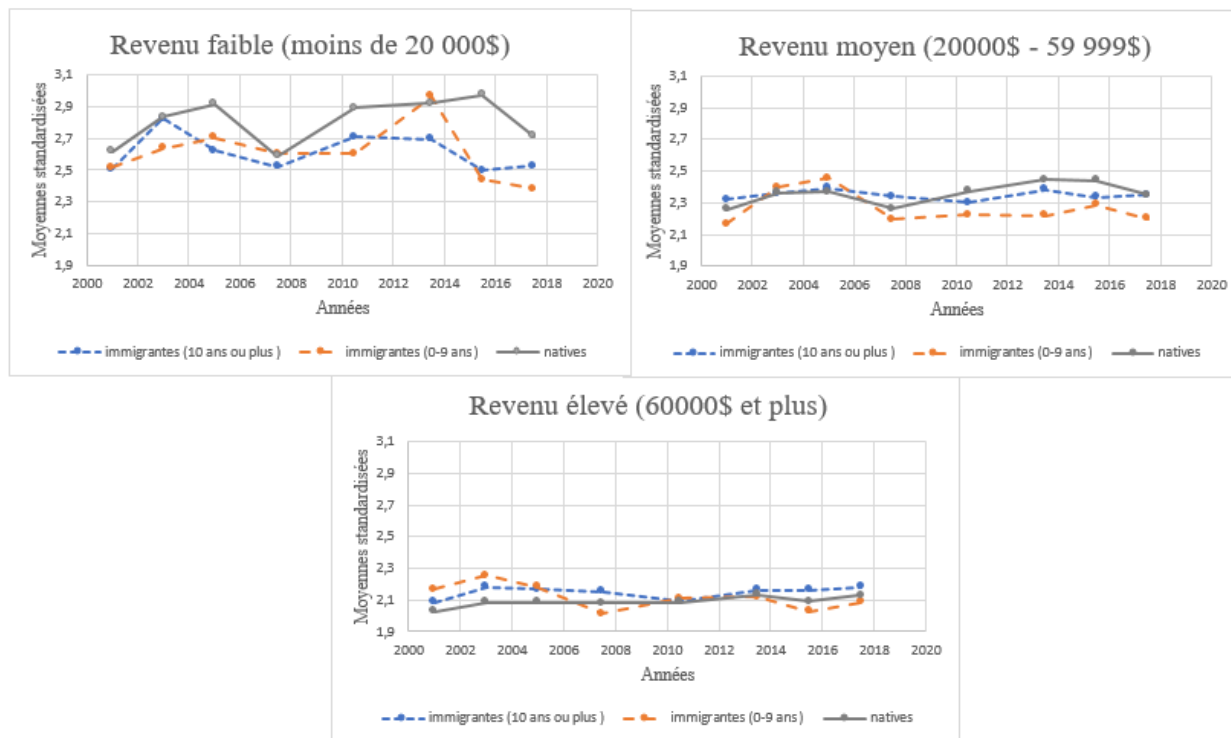 Revenu faible (moins de 20 000$)
Moyennes standardisées
3,1
2,9
2,7
2,5
2,3
2,1
1,9
2000 2002 2004 2006 2008 2010 2012 2014 2016 2018 2020
Années
immigrantes (10 ans ou plus ) immigrantes (0-9 ans ) natives
Revenu moyen (20000$ - 59 999$)
Moyennes standardisées
3,1
2,9
2,7
2,5
2,3
2,1
1,9
2000 2002 2004 2006 2008 2010 2012 2014 2016 2018 2020
Années
immigrantes (10 ans ou plus ) immigrantes (0-9 ans ) natives
Revenu élevé (60000$ et plus)
Moyennes standardisées
3,1
2,9
2,7
2,5
2,3
2,1
1,9
2000 2002 2004 2006 2008 2010 2012 2014 2016 2018 2020
Années
immigrantes (10 ans ou plus ) immigrantes (0-9 ans ) natives